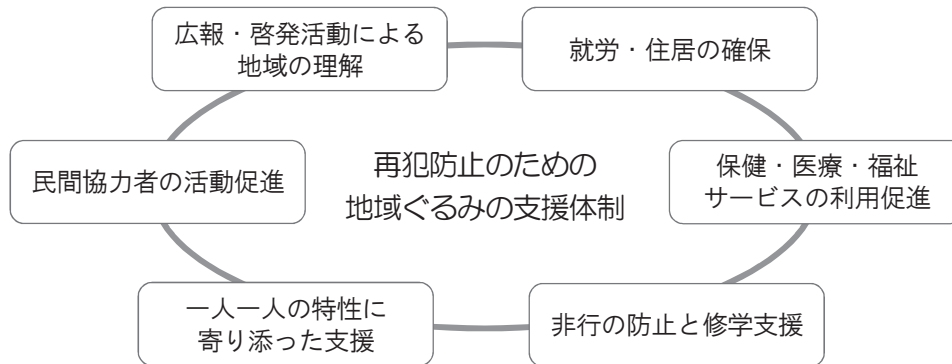 広報・啓発活動による
地域の理解
就労・住居の確保
民間協力者の活動促進
再犯防止のための
地域ぐるみの支援体制
保健・医療・福祉
サービスの利用促進
一人一人の特性に
寄り添った支援
非行の防止と修学支援